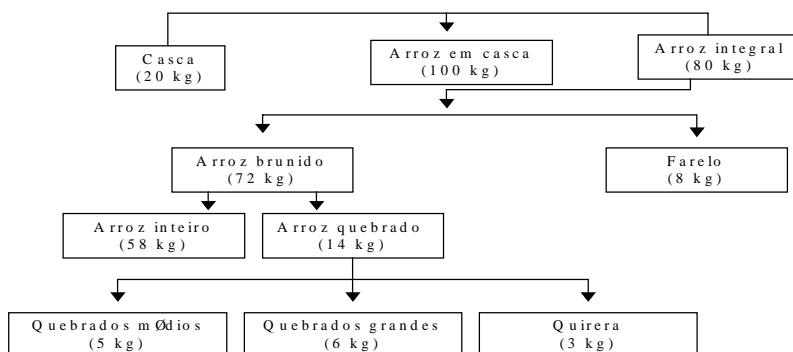 Casca
(20 kg)
Arroz em casca
(100 kg)
Arroz integral
(80 kg)
Arroz brunido
(72 kg)
Farelo
(8 kg)
Arroz inteiro
(58 kg)
Arroz quebrado
(14 kg)
Quebrados mØdios
(5 kg)
Quebrados grandes
(6 kg)
Quirera
(3 kg)